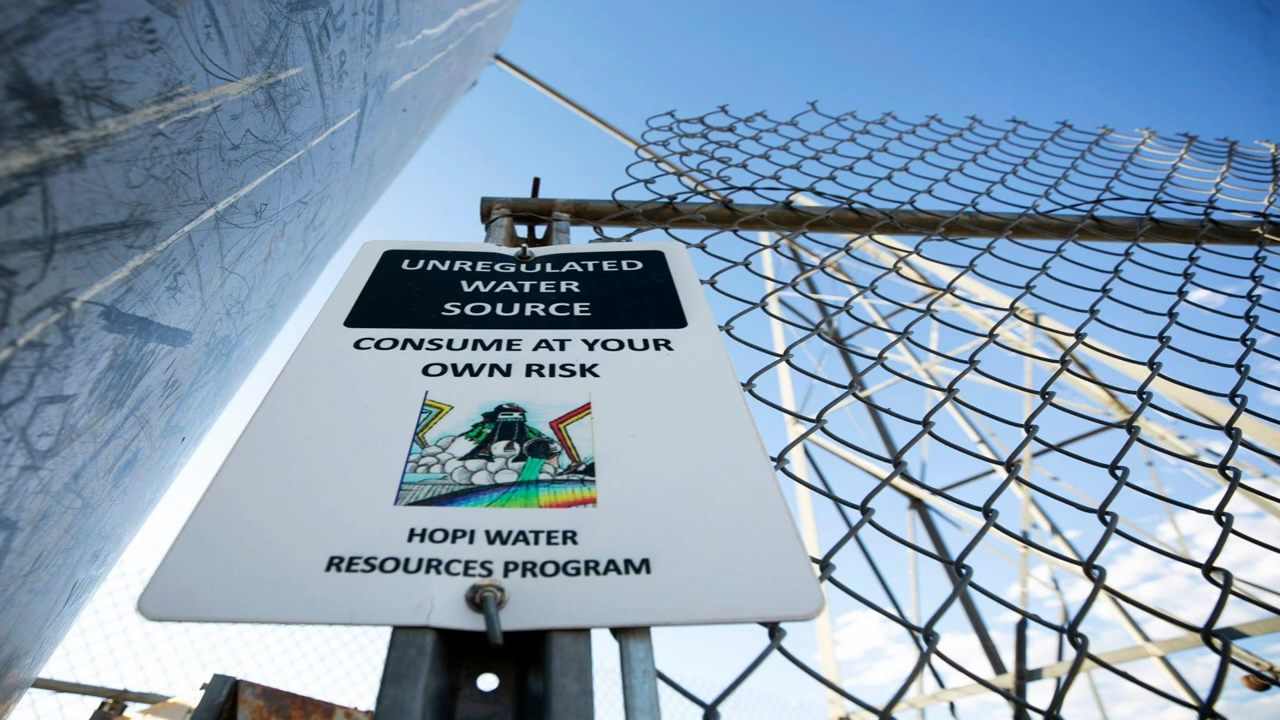 UNREGULATED
WATER
SOURCE
CONSUME AT YOUR
OWN RISK
HOPI WATER
RESOURCES PROGRAM